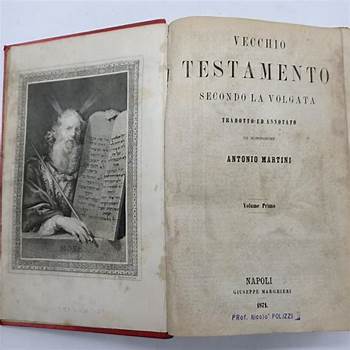 MOSÈ
VECCHIO
TESTAMENTO
SECONDO LA VOLGATA
TRADOTTO ED ANNOTATO
DA MONSIGNORE
ANTONIO MARTINI
Volume Primo
NAPOLI
GIUSEPPE MARGHIERI
1871.
PROF. Nicolo' POLIZZI